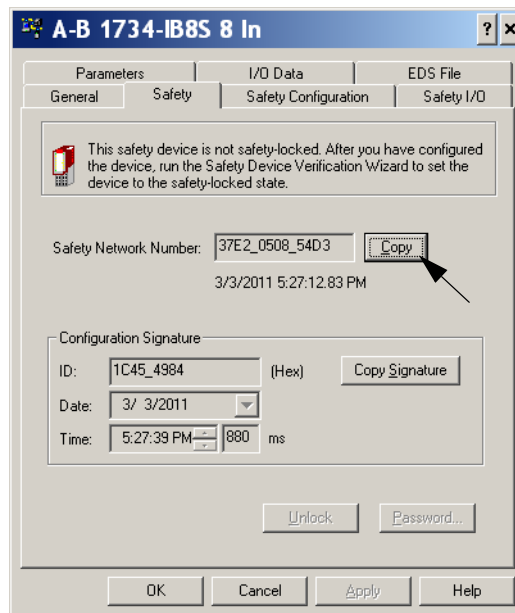 A-B 1734-IB8S 8 In
? ×
Parameters I/O Data EDS File
General Safety Safety Configuration Safety I/O
This safety device is not safety-locked. After you have configured
the device, run the Safety Device Verification Wizard to set the
device to the safety-locked state.
Safety Network Number: 37E2_0508_54D3 Copy
3/3/2011 5:27:12.83 PM
Configuration Signature
ID: 1C45_4984 (Hex) Copy Signature
Date: 3/ 3/2011
Time: 5:27:39 PM 880 ms
Unlock Password...
OK Cancel Apply Help